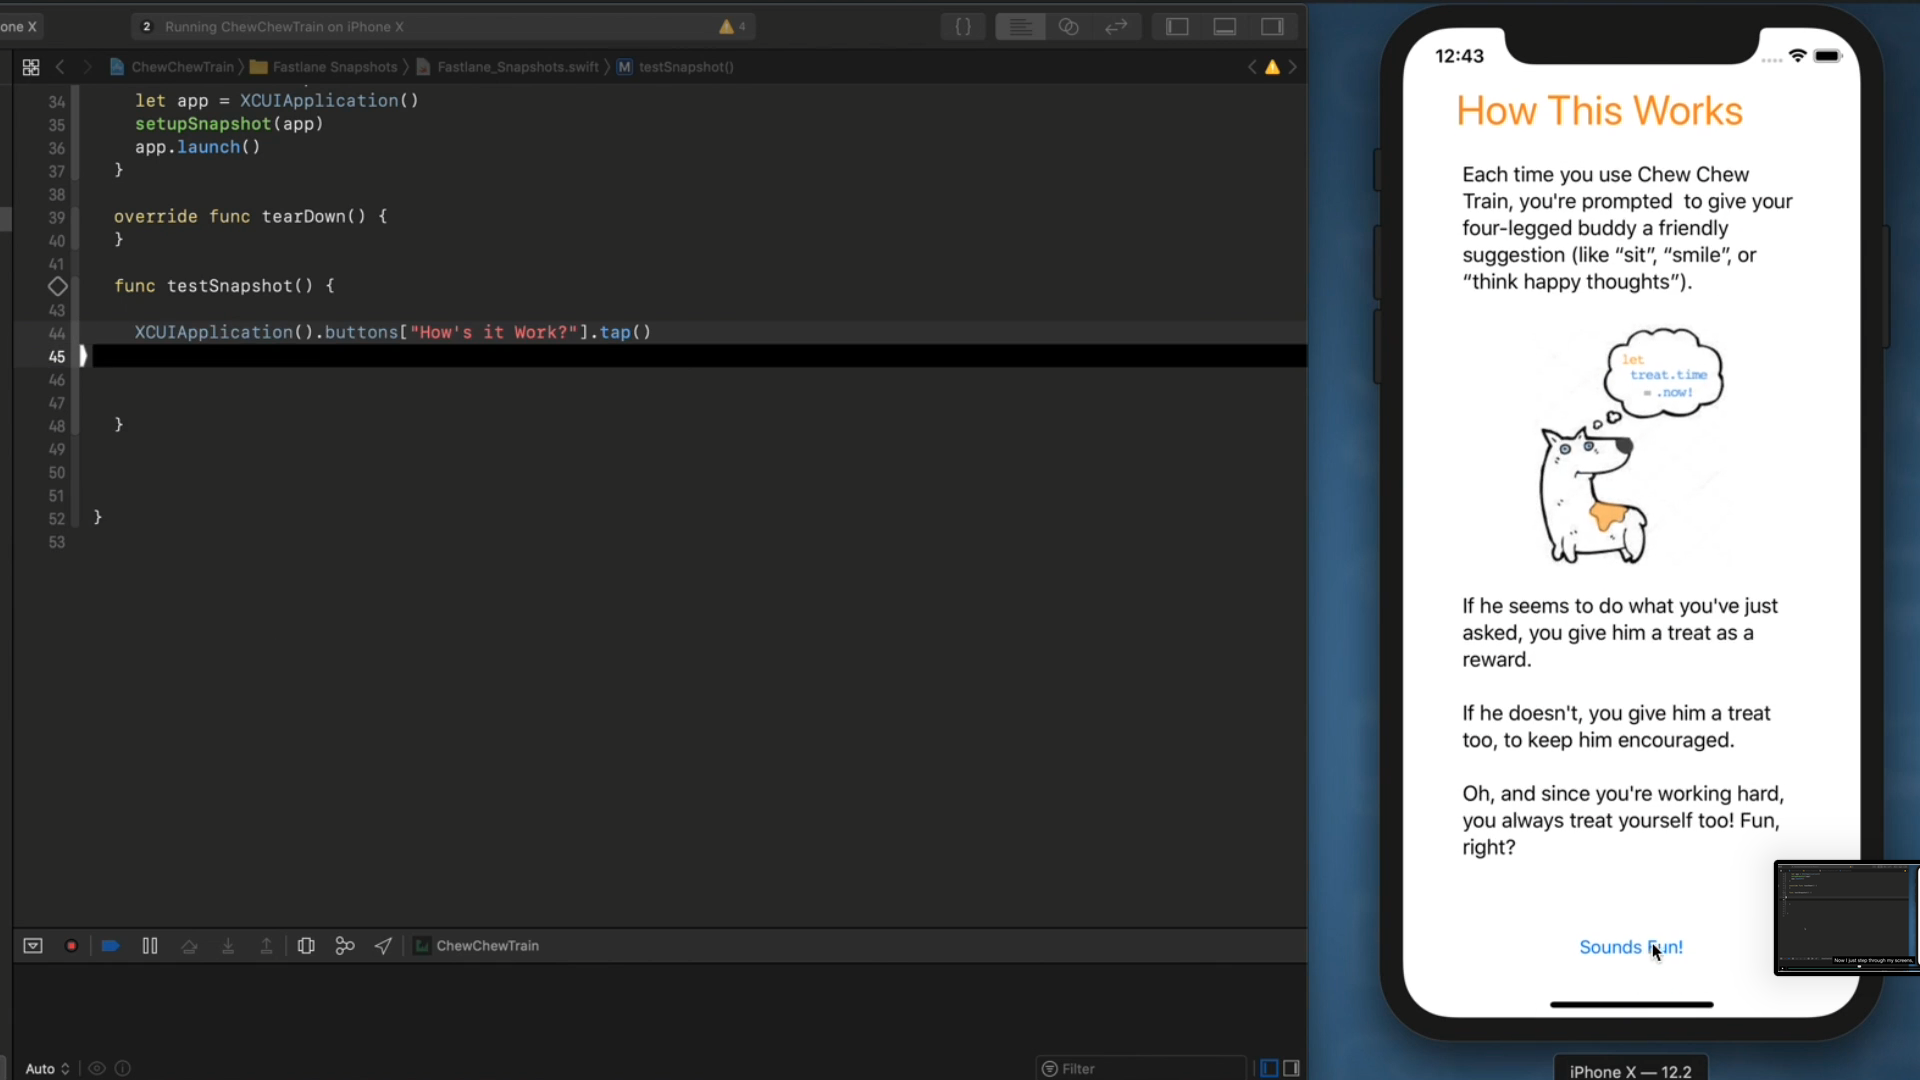 one X
2 Running ChewChewTrain on iPhone X 4
ChewChewTrain Fastlane Snapshots Fastlane_Snapshots.swift M testSnapshot()
34 let app = XCUIApplication()
35 setupSnapshot(app)
36 app.launch()
37 }
38
39 override func tearDown() {
40 }
41
func testSnapshot() {
43
44 XCUIApplication().buttons["How's it Work?"].tap()
45
46
47
48 }
49
50
51
52 }
53
ChewChewTrain
Auto
Filter
12:43
How This Works
Each time you use Chew Chew
Train, you're prompted  to give your
four-legged buddy a friendly
suggestion (like “sit”, “smile”, or
“think happy thoughts”).
let
treat.time
= .now!
If he seems to do what you've just
asked, you give him a treat as a
reward.
If he doesn't, you give him a treat
too, to keep him encouraged.
Oh, and since you're working hard,
you always treat yourself too! Fun,
right?
Now I just step through my screens,
Sounds Fun!
iPhone X — 12.2